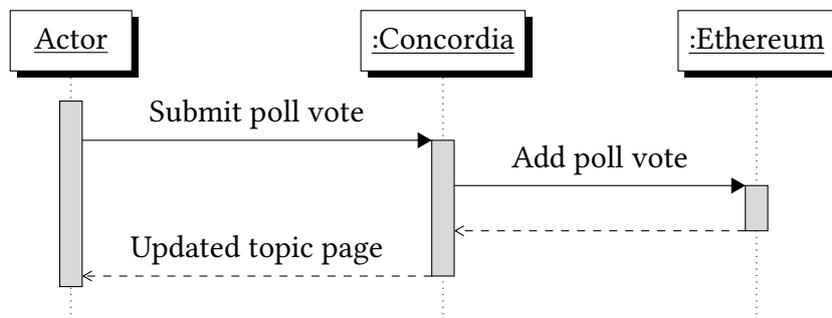 Actor
:Concordia
:Ethereum
Submit poll vote
Add poll vote
Updated topic page